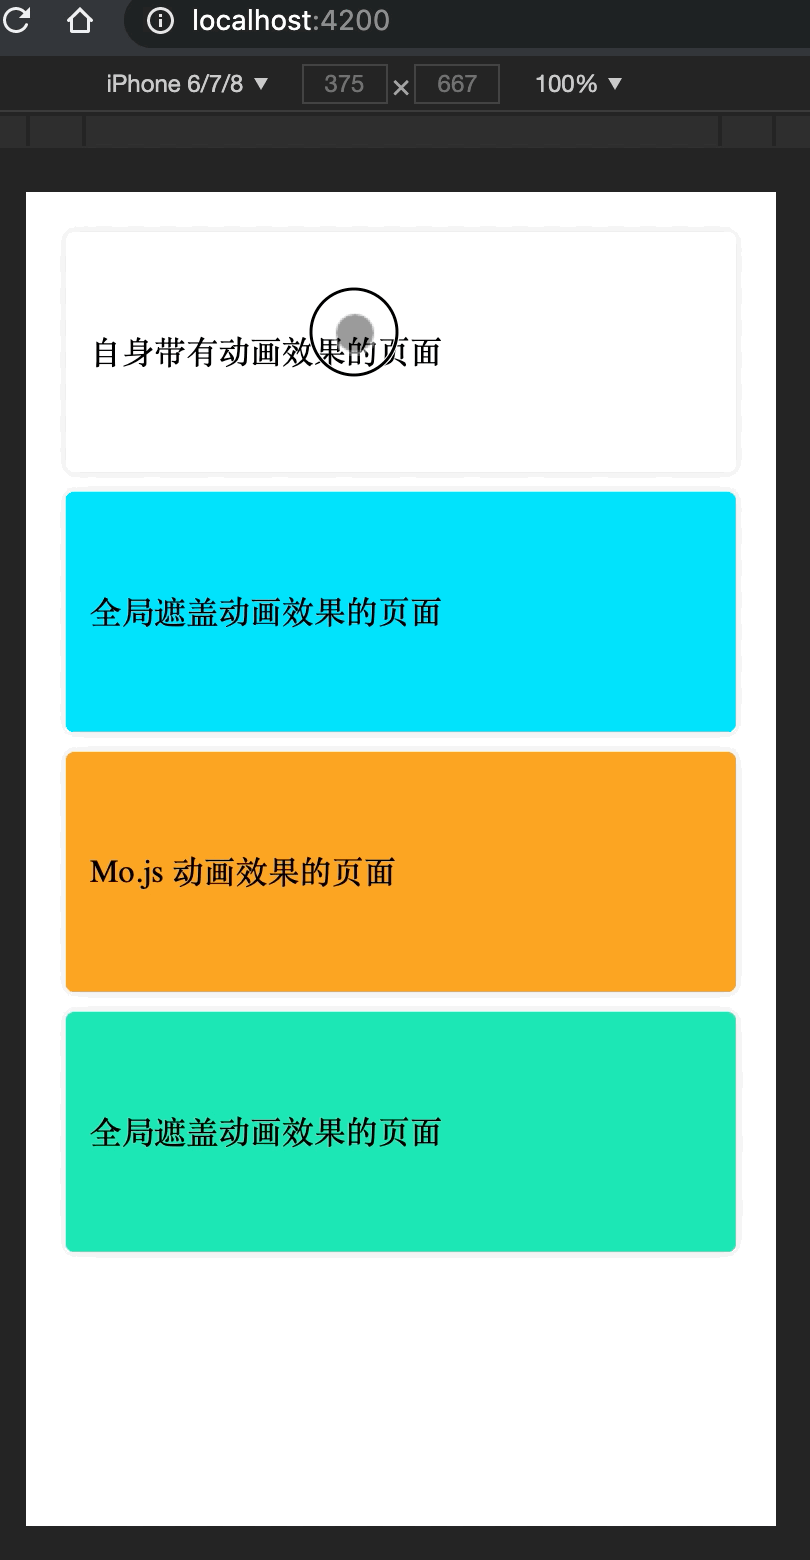 localhost:4200
iPhone 6/7/8 ▼ 375 × 667 100% ▼
自身带有动画效果的页面
全局遮盖动画效果的页面
Mo.js 动画效果的页面
全局遮盖动画效果的页面